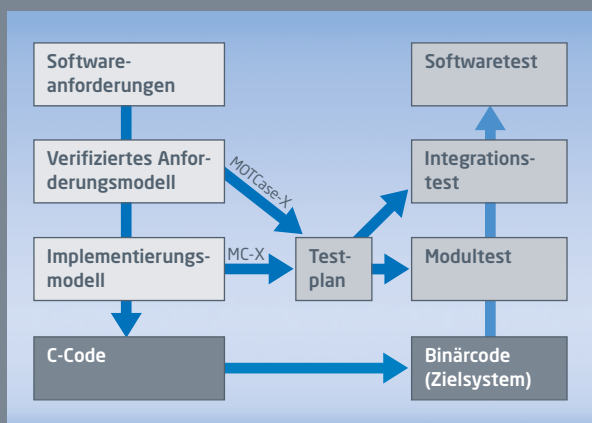 Software-
anforderungen
Softwaretest
Verifiziertes Anfor-
derungsmodell
MOTCase-X
Integrations-
test
Implementierungs-
modell
MC-X
Test-
plan
Modultest
C-Code
Binärcode
(Zielsystem)